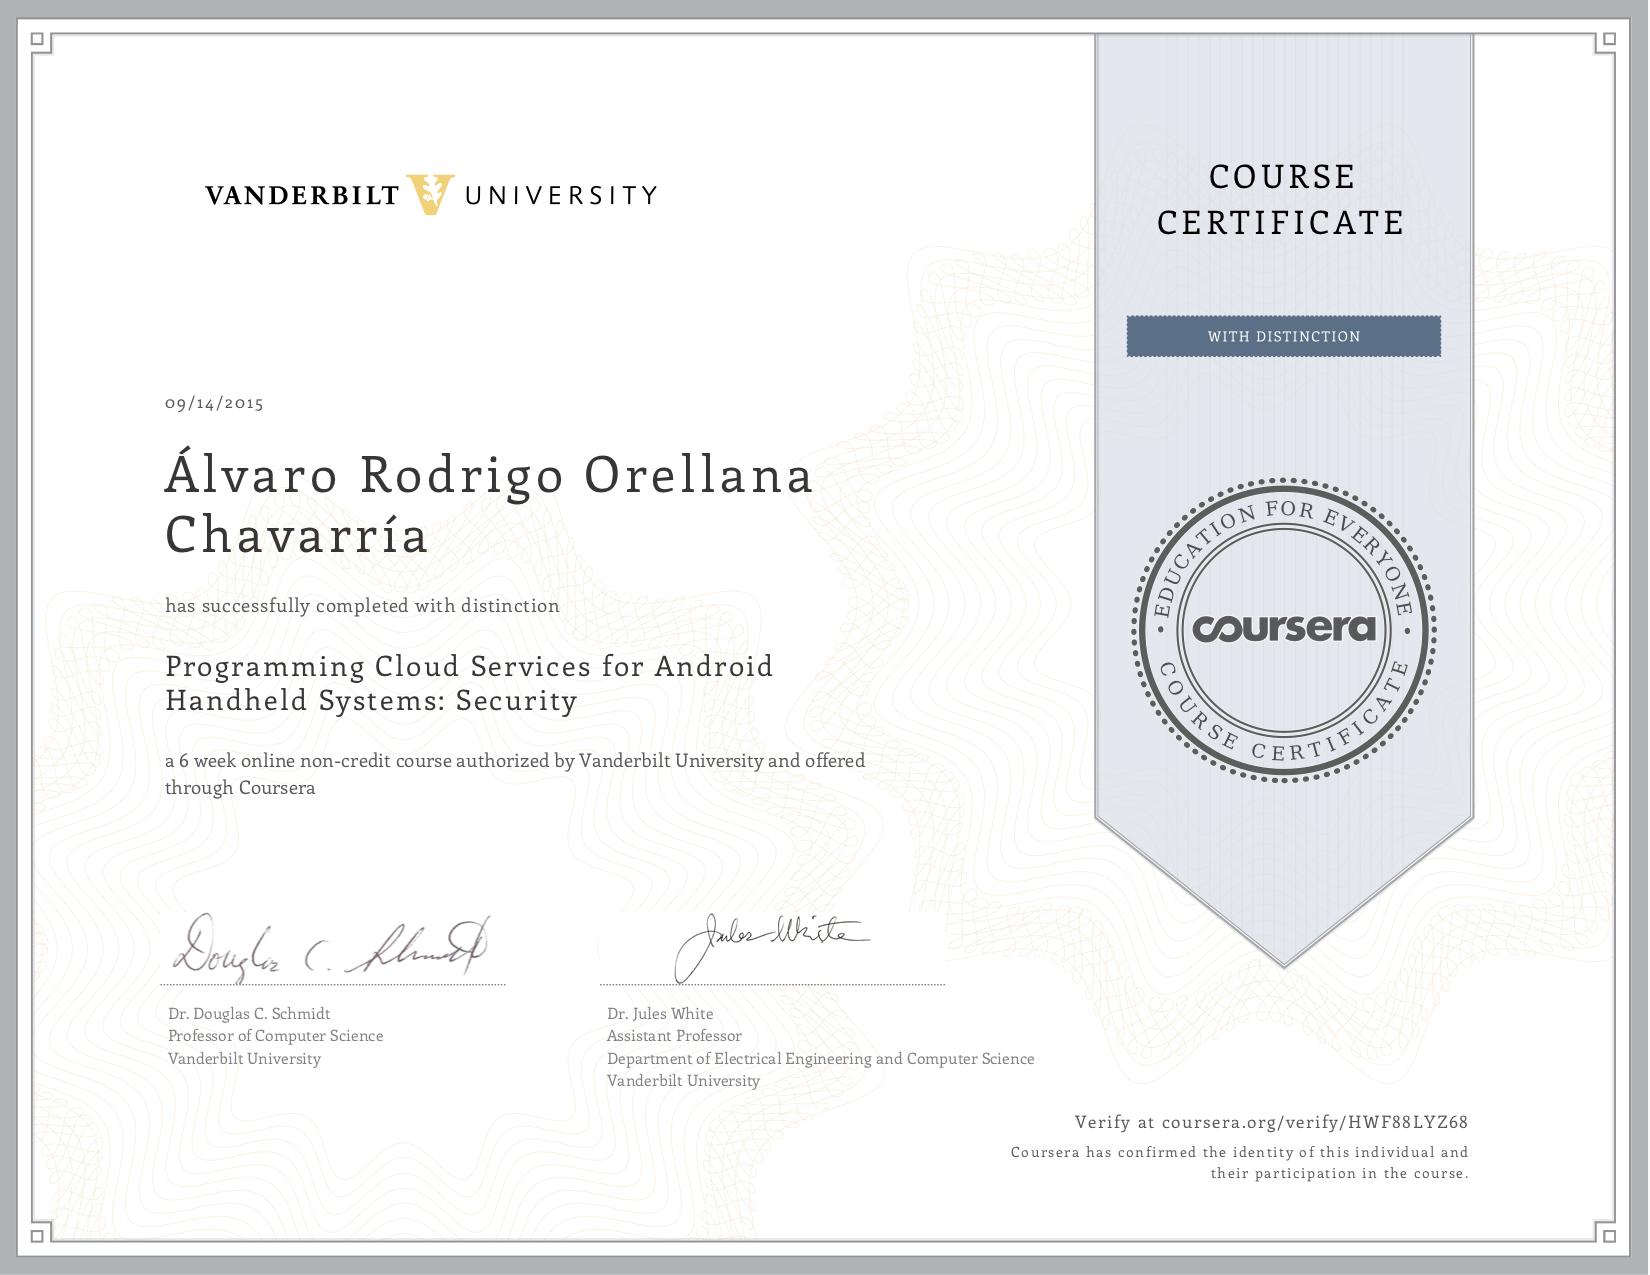 VANDERBILT V UNIVERSITY
COURSE
CERTIFICATE
WITH DISTINCTION
09/14/2015
Álvaro Rodrigo Orellana
Chavarría
has successfully completed with distinction
Programming Cloud Services for Android
Handheld Systems: Security
a 6 week online non-credit course authorized by Vanderbilt University and offered
through Coursera
EDUCATION FOR EVERYONE
coursera
COURSE CERTIFICATE
Douglas C. Schmidt
Dr. Douglas C. Schmidt
Professor of Computer Science
Vanderbilt University
Jules White
Dr. Jules White
Assistant Professor
Department of Electrical Engineering and Computer Science
Vanderbilt University
Verify at coursera.org/verify/HWF88LYZ68
Coursera has confirmed the identity of this individual and
their participation in the course.